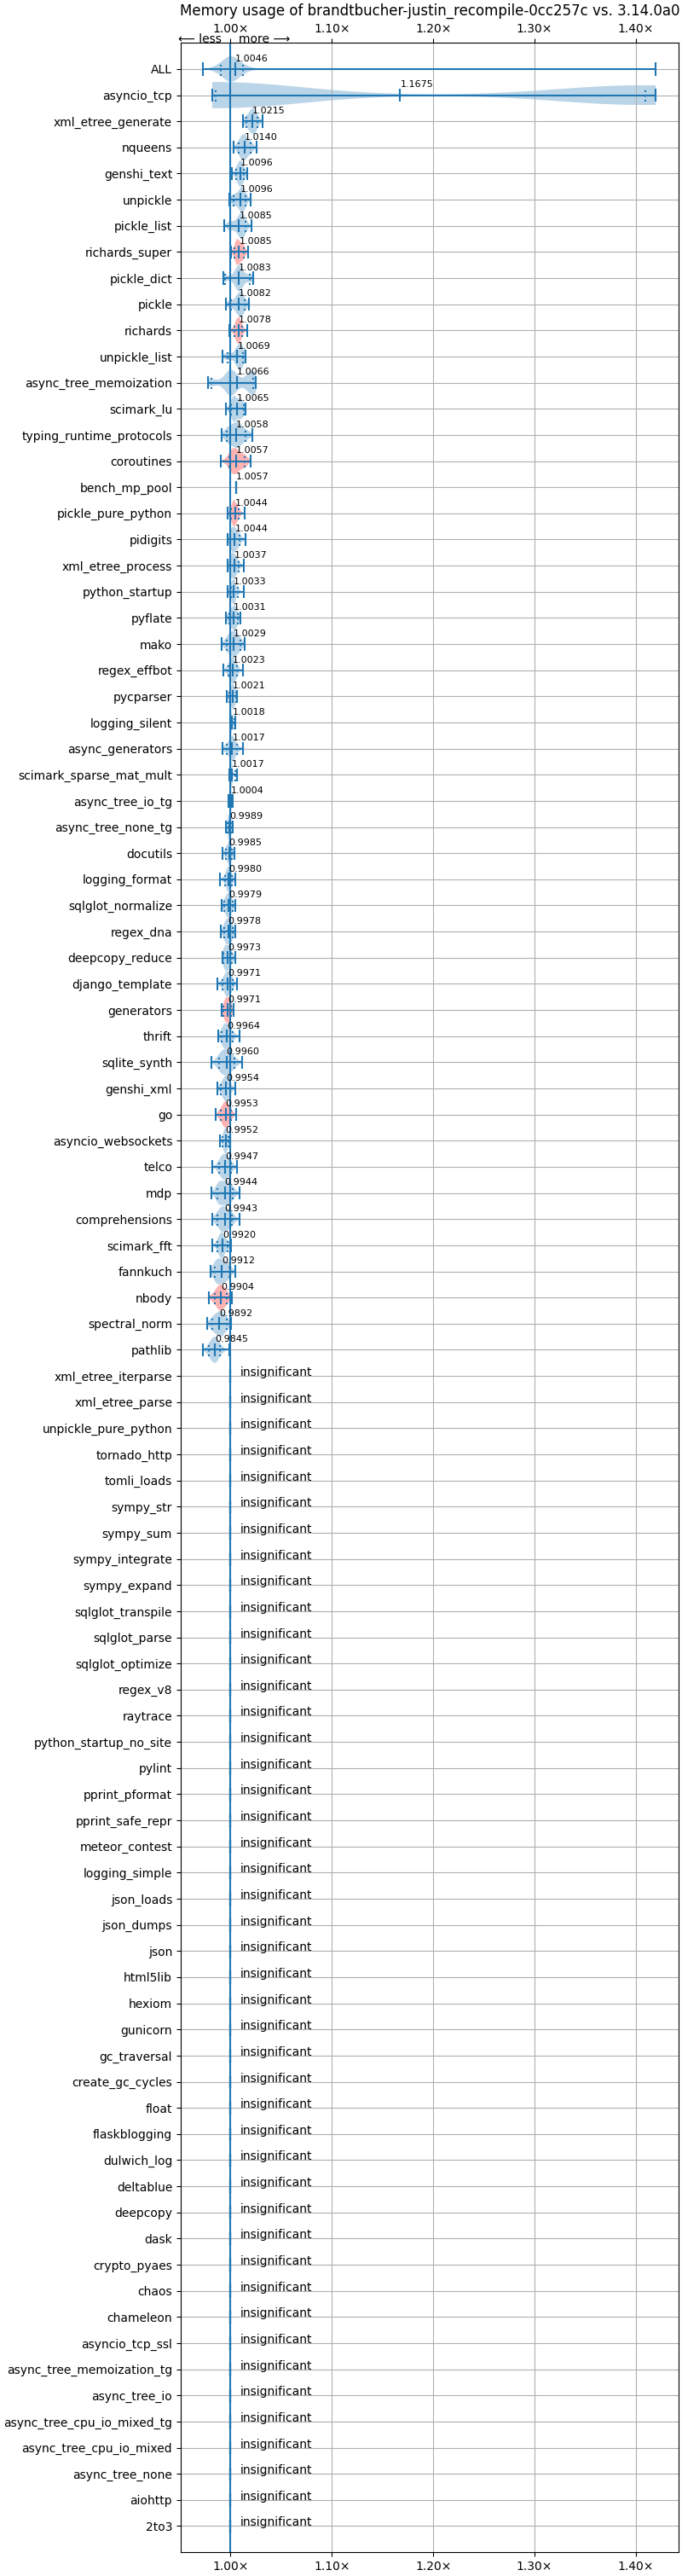 Memory usage of brandtbucher-justin_recompile-0cc257c vs. 3.14.0a0
1.00× 1.10× 1.20× 1.30× 1.40×
⟵ less more ⟶
ALL 1.0046
asyncio_tcp 1.1675
xml_etree_generate 1.0215
nqueens 1.0140
genshi_text 1.0096
unpickle 1.0096
pickle_list 1.0085
richards_super 1.0085
pickle_dict 1.0083
pickle 1.0082
richards 1.0078
unpickle_list 1.0069
async_tree_memoization 1.0066
scimark_lu 1.0065
typing_runtime_protocols 1.0058
coroutines 1.0057
bench_mp_pool 1.0057
pickle_pure_python 1.0044
pidigits 1.0044
xml_etree_process 1.0037
python_startup 1.0033
pyflate 1.0031
mako 1.0029
regex_effbot 1.0023
pycparser 1.0021
logging_silent 1.0018
async_generators 1.0017
scimark_sparse_mat_mult 1.0017
async_tree_io_tg 1.0004
async_tree_none_tg 0.9989
docutils 0.9985
logging_format 0.9980
sqlglot_normalize 0.9979
regex_dna 0.9978
deepcopy_reduce 0.9973
django_template 0.9971
generators 0.9971
thrift 0.9964
sqlite_synth 0.9960
genshi_xml 0.9954
go 0.9953
asyncio_websockets 0.9952
telco 0.9947
mdp 0.9944
comprehensions 0.9943
scimark_fft 0.9920
fannkuch 0.9912
nbody 0.9904
spectral_norm 0.9892
pathlib 0.9845
xml_etree_iterparse insignificant
xml_etree_parse insignificant
unpickle_pure_python insignificant
tornado_http insignificant
tomli_loads insignificant
sympy_str insignificant
sympy_sum insignificant
sympy_integrate insignificant
sympy_expand insignificant
sqlglot_transpile insignificant
sqlglot_parse insignificant
sqlglot_optimize insignificant
regex_v8 insignificant
raytrace insignificant
python_startup_no_site insignificant
pylint insignificant
pprint_pformat insignificant
pprint_safe_repr insignificant
meteor_contest insignificant
logging_simple insignificant
json_loads insignificant
json_dumps insignificant
json insignificant
html5lib insignificant
hexiom insignificant
gunicorn insignificant
gc_traversal insignificant
create_gc_cycles insignificant
float insignificant
flaskblogging insignificant
dulwich_log insignificant
deltablue insignificant
deepcopy insignificant
dask insignificant
crypto_pyaes insignificant
chaos insignificant
chameleon insignificant
asyncio_tcp_ssl insignificant
async_tree_memoization_tg insignificant
async_tree_io insignificant
async_tree_cpu_io_mixed_tg insignificant
async_tree_cpu_io_mixed insignificant
async_tree_none insignificant
aiohttp insignificant
2to3 insignificant
1.00× 1.10× 1.20× 1.30× 1.40×